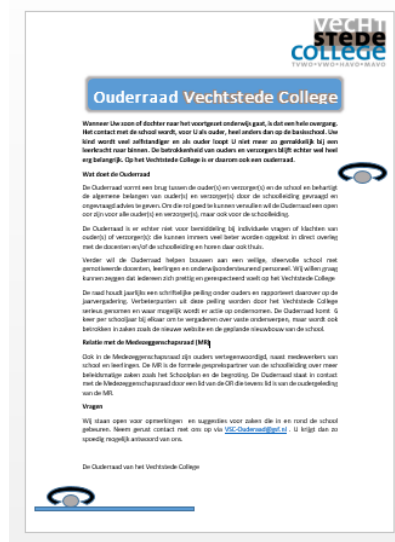 VECHT
STEDE
COLLEGE
TVWO•VWO•HAVO•MAVO
Ouderraad Vechtstede College
Wanneer Uw zoon of dochter naar het voortgezet onderwijs gaat, is dat een hele overgang.
Het contact met de school wordt, voor U als ouder, heel anders dan op de basisschool. Uw
kind wordt veel zelfstandiger en als ouder loopt U niet meer zo gemakkelijk bij een
leerkracht naar binnen. De betrokkenheid van ouders en verzorgers blijft echter wel heel
erg belangrijk. Op het Vechtstede College is er daarom ook een ouderraad.
Wat doet de Ouderraad
De Ouderraad vormt een brug tussen de ouder(s) en verzorger(s) en de school en behartigt
de algemene belangen van ouder(s) en verzorger(s) door de schoolleiding gevraagd en
ongevraagd advies te geven. Om die rol goed te kunnen vervullen wil de Ouderraad een open
oor zijn voor alle ouder(s) en verzorger(s), maar ook voor de schoolleiding.
De Ouderraad is er echter niet voor bemiddeling bij individuele vragen of klachten van
ouder(s) of verzorger(s): die kunnen immers veel beter worden opgelost in direct overleg
met de docenten en/of de schoolleiding en horen daar ook thuis.
Verder wil de Ouderraad helpen bouwen aan een veilige, sfeervolle school met
gemotiveerde docenten, leerlingen en onderwijsondersteunend personeel. Wij willen graag
kunnen zeggen dat iedereen zich prettig en gerespecteerd voelt op het Vechtstede College
De raad houdt jaarlijks een schriftelijke peiling onder ouders en rapporteert daarover op de
jaarvergadering. Verbeterpunten uit deze peiling worden door het Vechtstede College
serieus genomen en waar mogelijk wordt er actie op ondernomen. De Ouderraad komt 6
keer per schooljaar bij elkaar om te vergaderen over vaste onderwerpen, maar wordt ook
betrokken in zaken zoals de nieuwe website en de geplande nieuwbouw van de school.
Relatie met de Medezeggenschapsraad (MR)
Ook in de Medezeggenschapsraad zijn ouders vertegenwoordigd, naast medewerkers van
school en leerlingen. De MR is de formele gesprekspartner van de schoolleiding over meer
beleidsmatige zaken zoals het Schoolplan en de begroting. De Ouderraad staat in contact
met de Medezeggenschapsraad door een lid van de OR die tevens lid is van de oudergeleding
van de MR.
Vragen
Wij staan open voor opmerkingen en suggesties voor zaken die in en rond de school
gebeuren. Neem gerust contact met ons op via VSC-Ouderraad@gsf.nl . U krijgt dan zo
spoedig mogelijk antwoord van ons.
De Ouderraad van het Vechtstede College